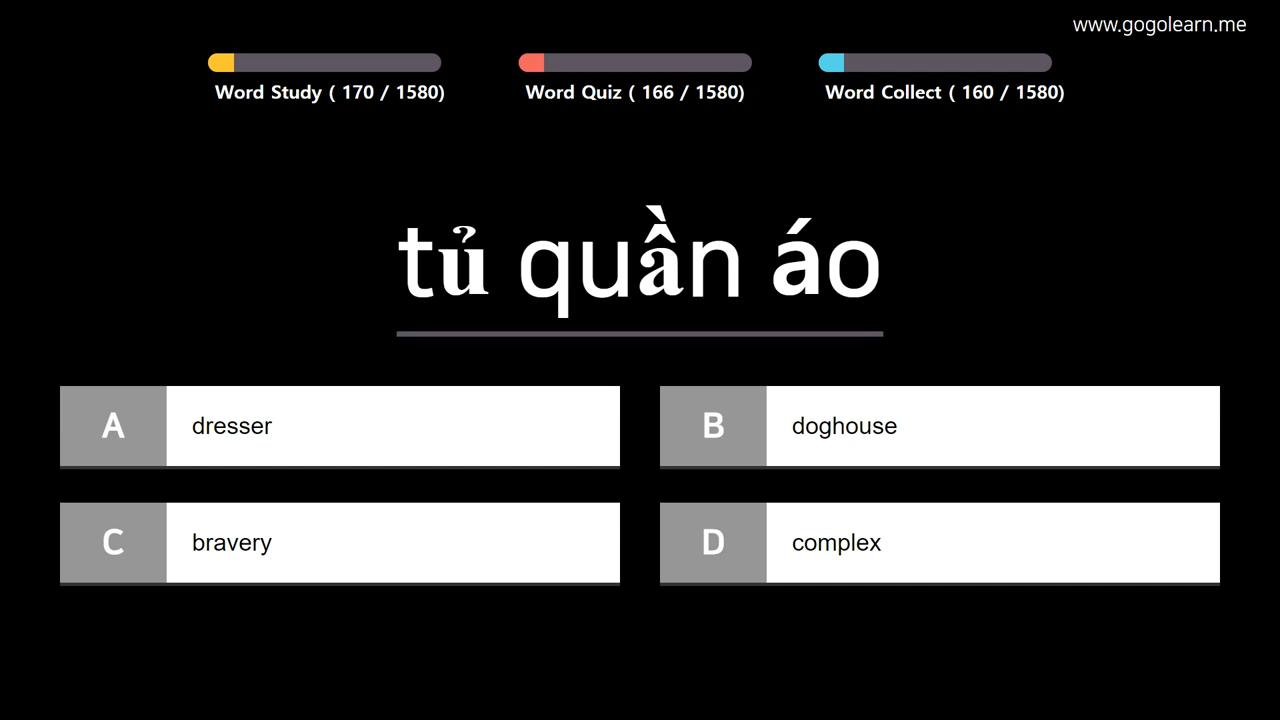 www.gogolearn.me
Word Study ( 170 / 1580)
Word Quiz ( 166 / 1580)
Word Collect ( 160 / 1580)
tủ quần áo
A dresser
B doghouse
C bravery
D complex